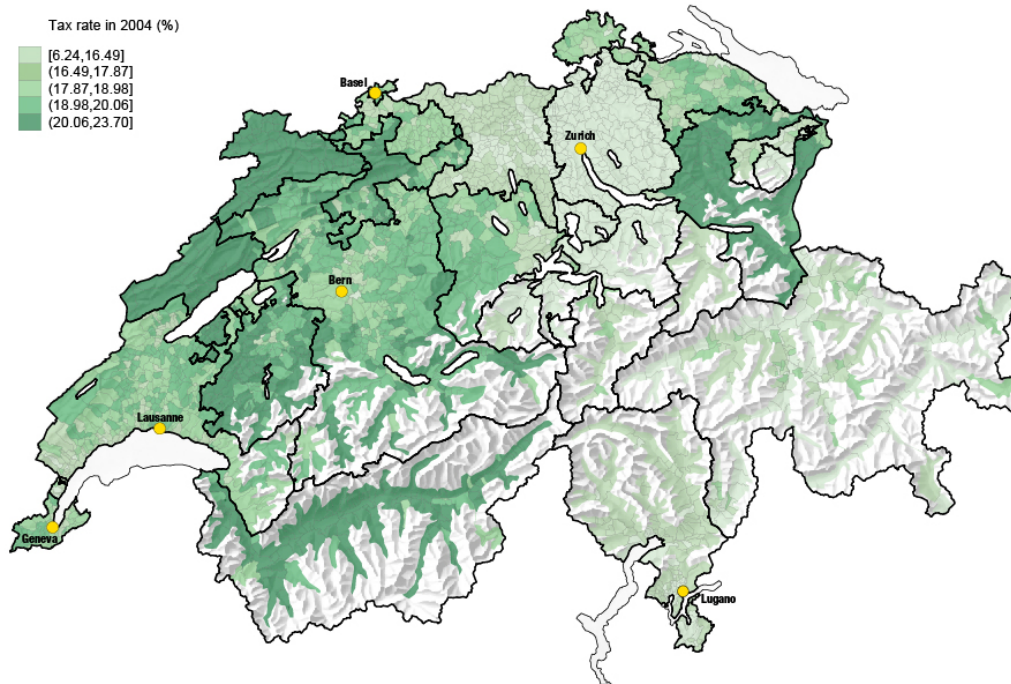 Tax rate in 2004 (%)
[6.24,16.49]
(16.49,17.87]
(17.87,18.98]
(18.98,20.06]
(20.06,23.70]
Basel
Zurich
Bern
Lausanne
Geneva
Lugano